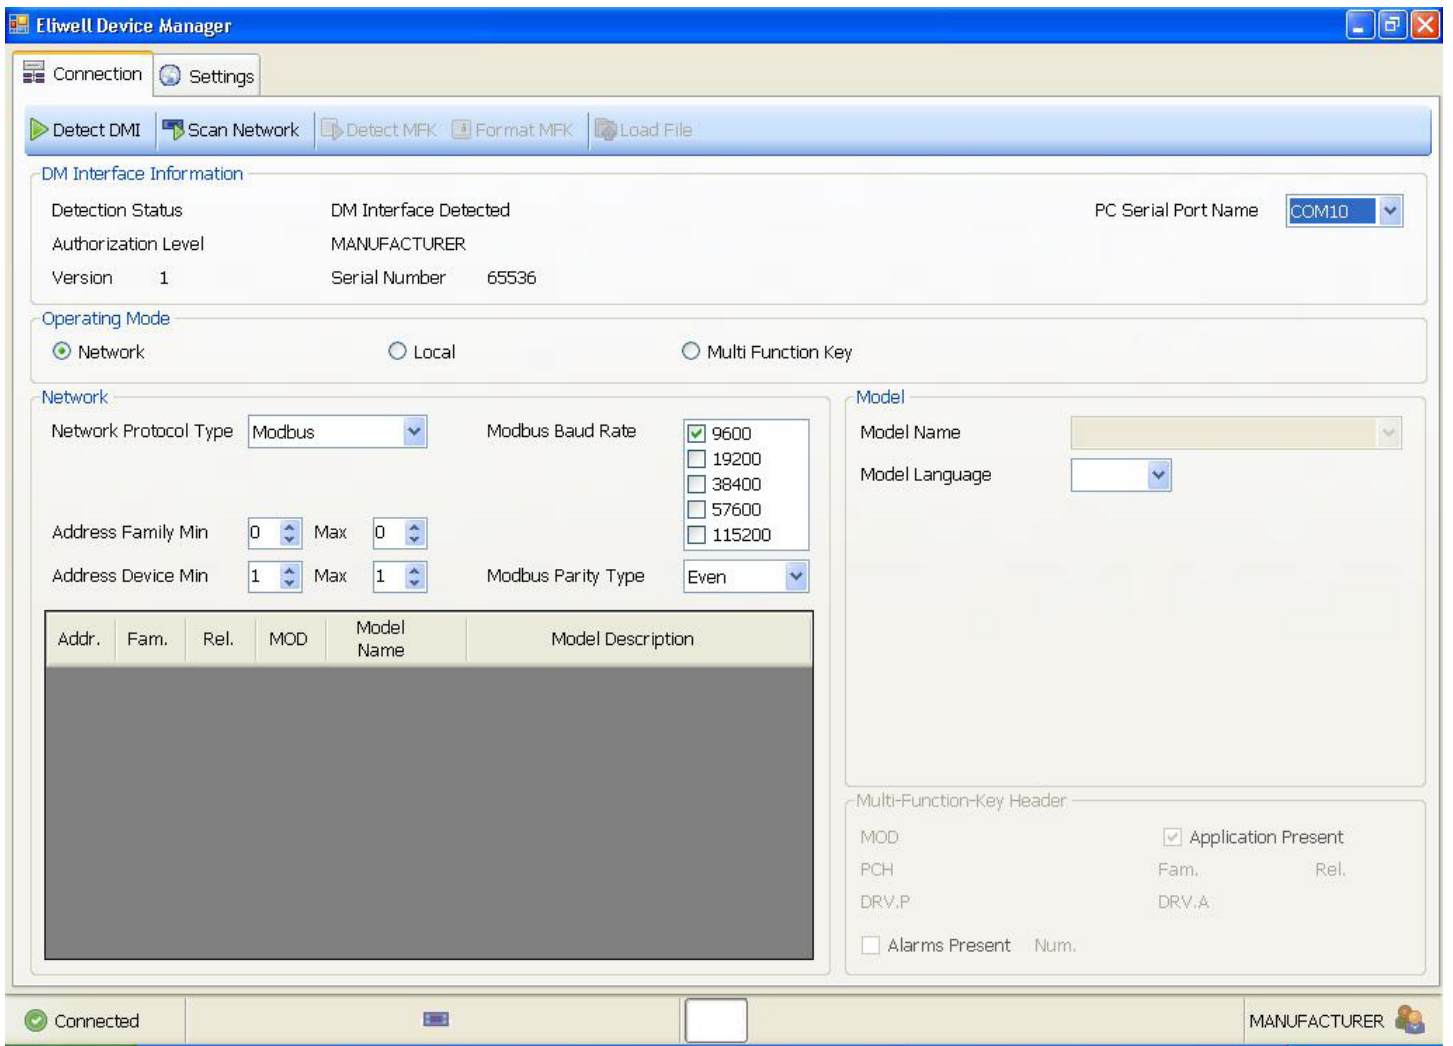 Eliwell Device Manager
Connection Settings
Detect DMI Scan Network Detect MFK Format MFK Load File
DM Interface Information
Detection Status DM Interface Detected PC Serial Port Name COM10
Authorization Level MANUFACTURER
Version 1 Serial Number 65536
Operating Mode
Network Local Multi Function Key
Network
Network Protocol Type Modbus Modbus Baud Rate 9600
19200
38400
57600
115200
Address Family Min 0 Max 0
Address Device Min 1 Max 1 Modbus Parity Type Even
Addr. Fam. Rel. MOD Model Name Model Description
Model
Model Name
Model Language
Multi-Function-Key Header
MOD Application Present
PCH Fam. Rel.
DRV.P DRV.A
Alarms Present Num.
Connected MANUFACTURER